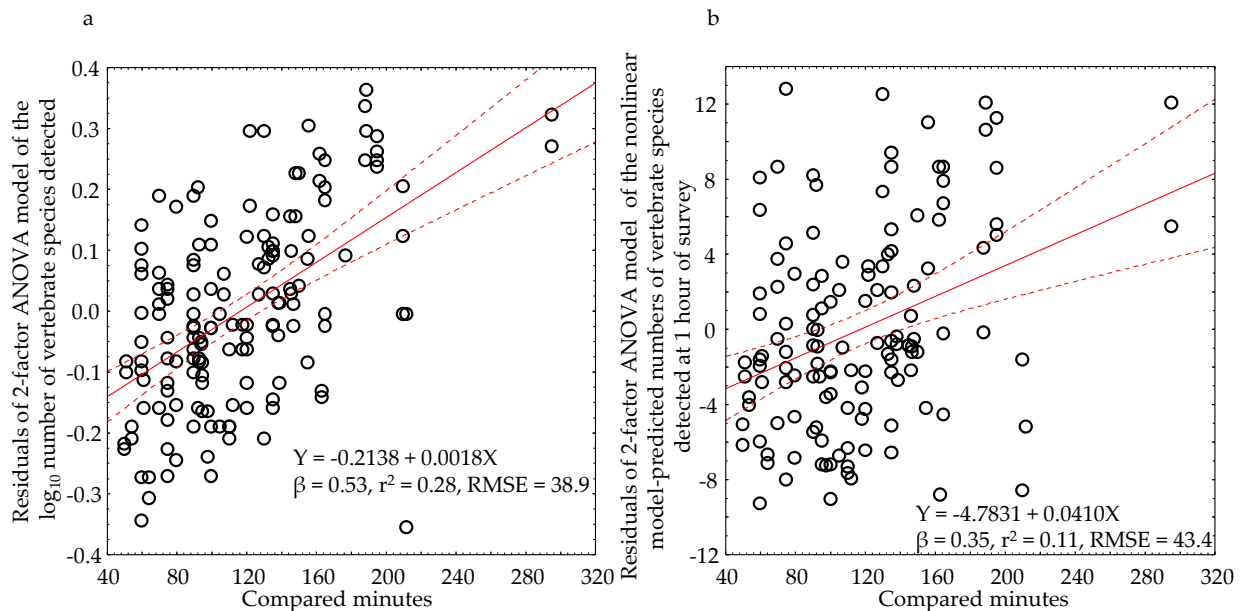 a
b
Residuals of 2-factor ANOVA model of the
log10 number of vertebrate species detected
0.4
0.3
0.2
0.1
0.0
-0.1
-0.2
-0.3
-0.4
Y = -0.2138 + 0.0018X
β = 0.53, r² = 0.28, RMSE = 38.9
40 80 120 160 200 240 280 320
Compared minutes
Residuals of 2-factor ANOVA model of the nonlinear
model-predicted numbers of vertebrate species
detected at 1 hour of survey
12
8
4
0
-4
-8
-12
Y = -4.7831 + 0.0410X
β = 0.35, r² = 0.11, RMSE = 43.4
40 80 120 160 200 240 280 320
Compared minutes